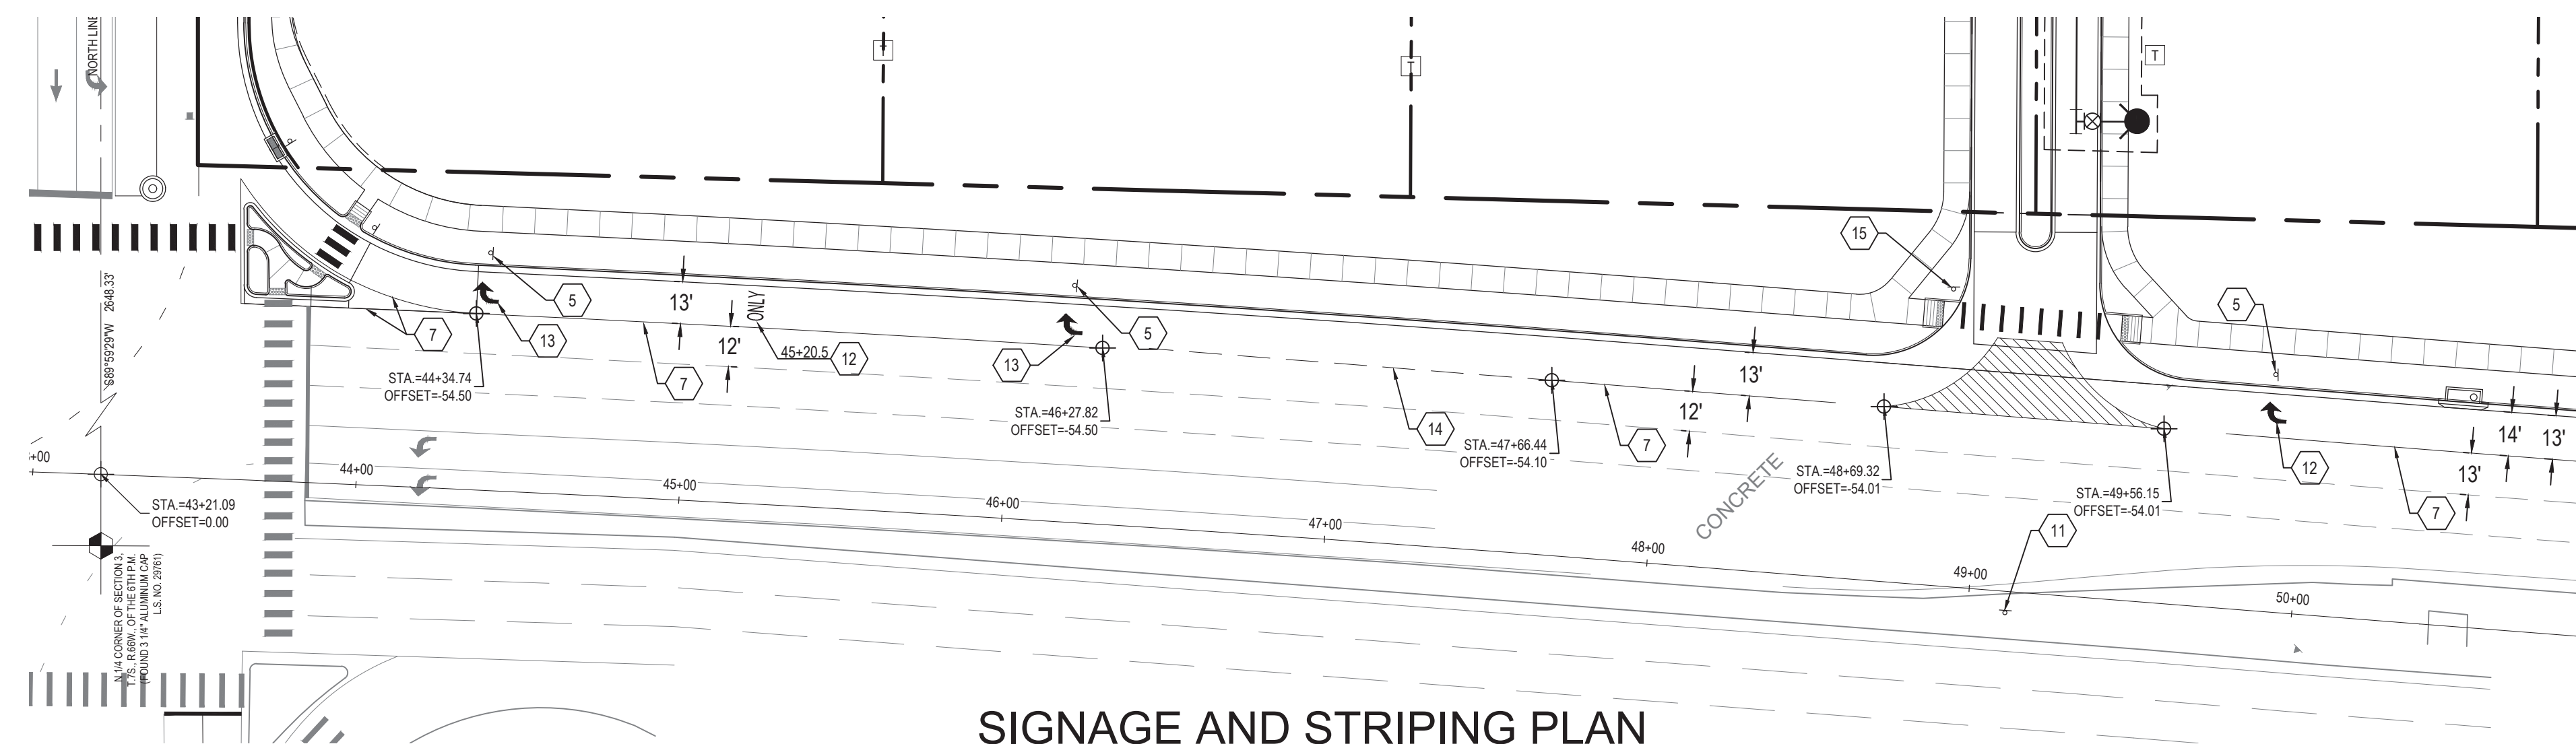 NORTH LINE
S89°59'29"W 2648.33'
T
T
T
15
5
13'
ONLY
5
5
7
13
12'
45+20.5
12
13
7
13'
STA.=44+34.74
OFFSET=-54.50
STA.=46+27.82
OFFSET=-54.50
14
12'
7
STA.=47+66.44
OFFSET=-54.10
14'
13'
12
13'
STA.=48+69.32
OFFSET=-54.01
STA.=49+56.15
OFFSET=-54.01
7
CONCRETE
11
+00
44+00
45+00
46+00
47+00
48+00
49+00
50+00
STA.=43+21.09
OFFSET=0.00
N.1/4 CORNER OF SECTION 3,
T.7S., R.66W., OF THE 6TH P.M.
(FOUND 3 1/4" ALUMINUM CAP
L.S. NO. 29761)
SIGNAGE AND STRIPING PLAN